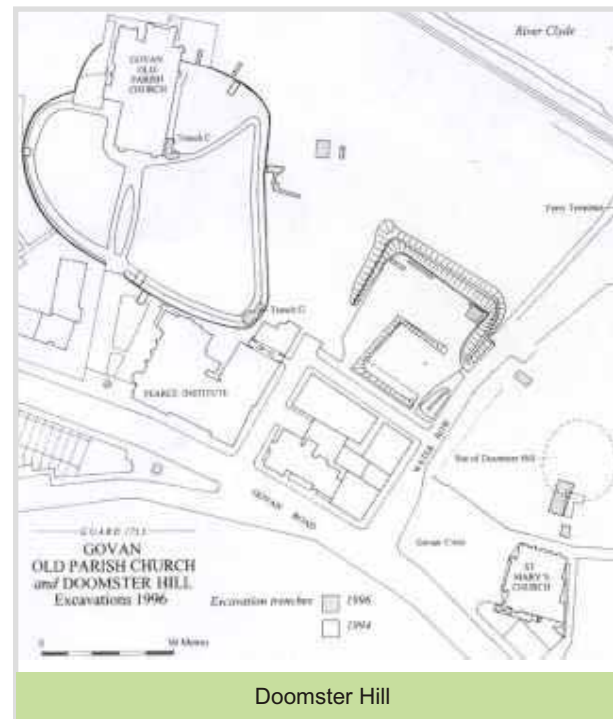 River Clyde
GOVAN
OLD
PARISH
CHURCH
Trench C
Ferry Terminus
Trench G
PEARCE INSTITUTE
WATER ROW
Site of Doomster Hill
GOVAN ROAD
Govan Cross
ST
MARY'S
CHURCH
GUARD
GOVAN
OLD PARISH CHURCH
and DOOMSTER HILL
Excavations 1996
Excavation trenches
1996
1994
0
50 Metres
Doomster Hill